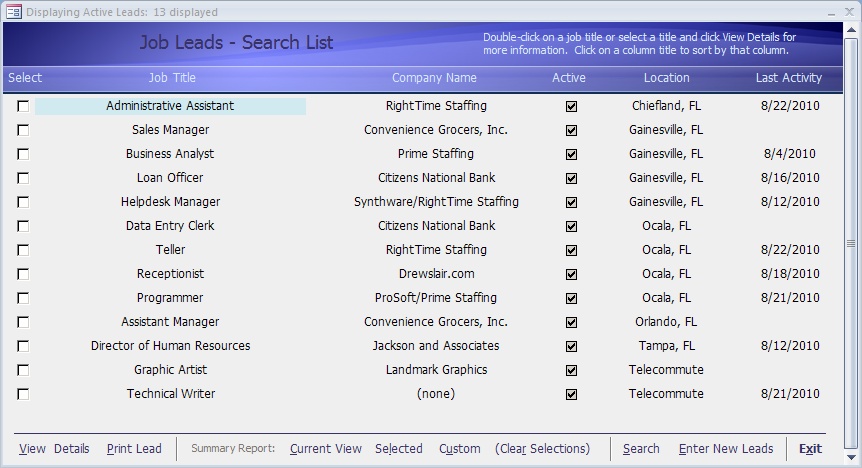 Displaying Active Leads: 13 displayed
Job Leads - Search List
Double-click on a job title or select a title and click View Details for
more information. Click on a column title to sort by that column.
Select Job Title Company Name Active Location Last Activity
Administrative Assistant RightTime Staffing Chiefland, FL 8/22/2010
Sales Manager Convenience Grocers, Inc. Gainesville, FL
Business Analyst Prime Staffing Gainesville, FL 8/4/2010
Loan Officer Citizens National Bank Gainesville, FL 8/16/2010
Helpdesk Manager Synthware/RightTime Staffing Gainesville, FL 8/12/2010
Data Entry Clerk Citizens National Bank Ocala, FL
Teller RightTime Staffing Ocala, FL 8/22/2010
Receptionist Drewslair.com Ocala, FL 8/18/2010
Programmer ProSoft/Prime Staffing Ocala, FL 8/21/2010
Assistant Manager Convenience Grocers, Inc. Orlando, FL
Director of Human Resources Jackson and Associates Tampa, FL 8/12/2010
Graphic Artist Landmark Graphics Telecommute
Technical Writer (none) Telecommute 8/21/2010
View Details Print Lead Summary Report: Current View Selected Custom (Clear Selections) Search Enter New Leads Exit